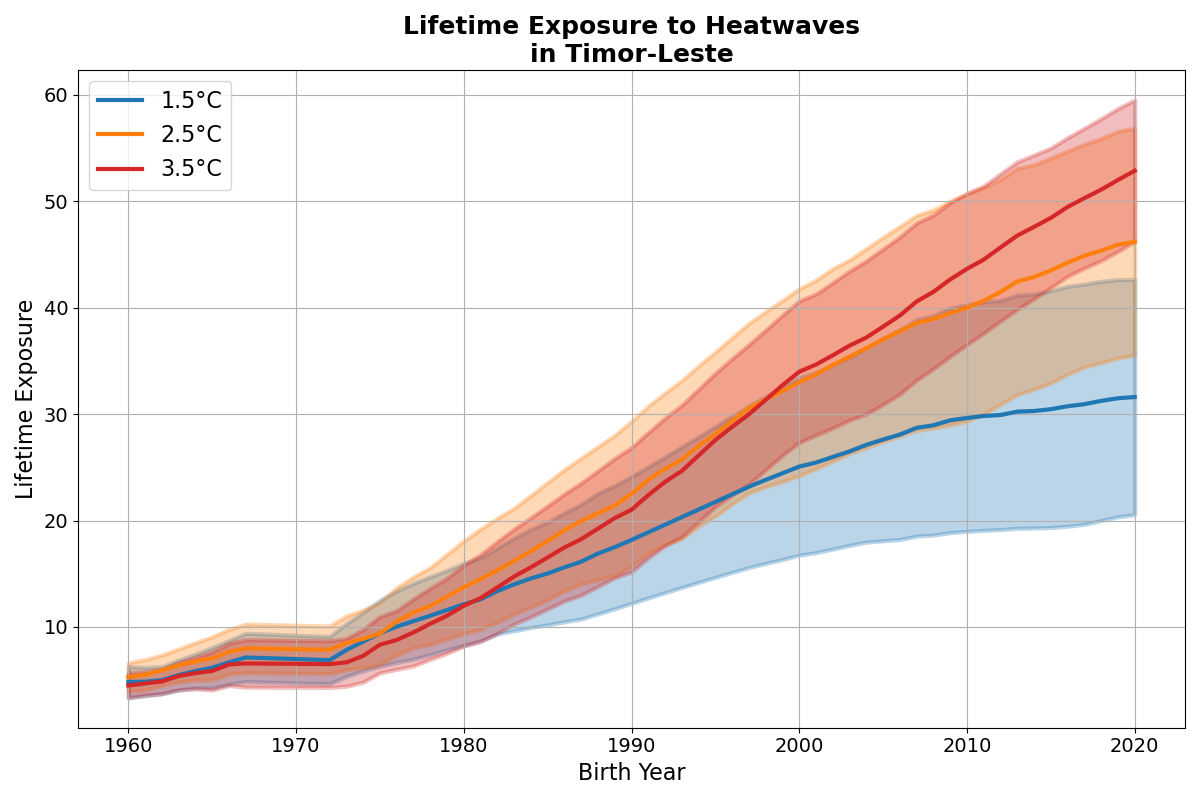 Lifetime Exposure to Heatwaves
in Timor-Leste
1.5°C
2.5°C
3.5°C
Lifetime Exposure
60
50
40
30
20
10
1960 1970 1980 1990 2000 2010 2020
Birth Year